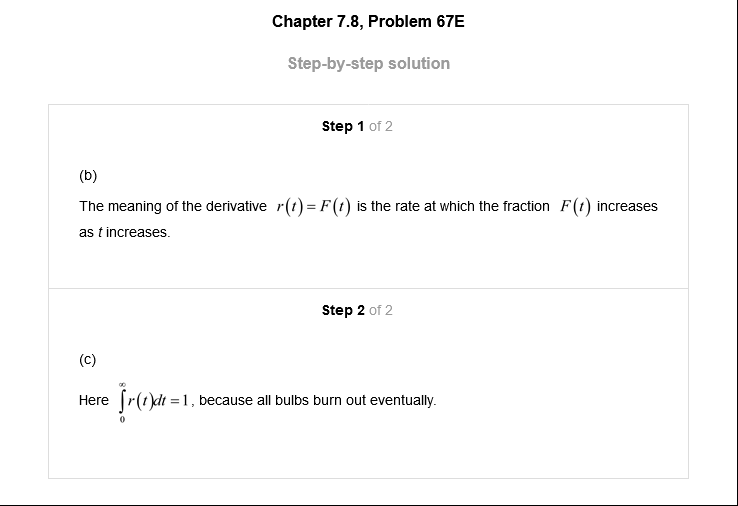 Chapter 7.8, Problem 67E
Step-by-step solution
Step 1 of 2
(b)
The meaning of the derivative r(t) = F(t) is the rate at which the fraction F(t) increases
as t increases.
Step 2 of 2
(c)
Here ∫₀^∞ r(t)dt = 1, because all bulbs burn out eventually.